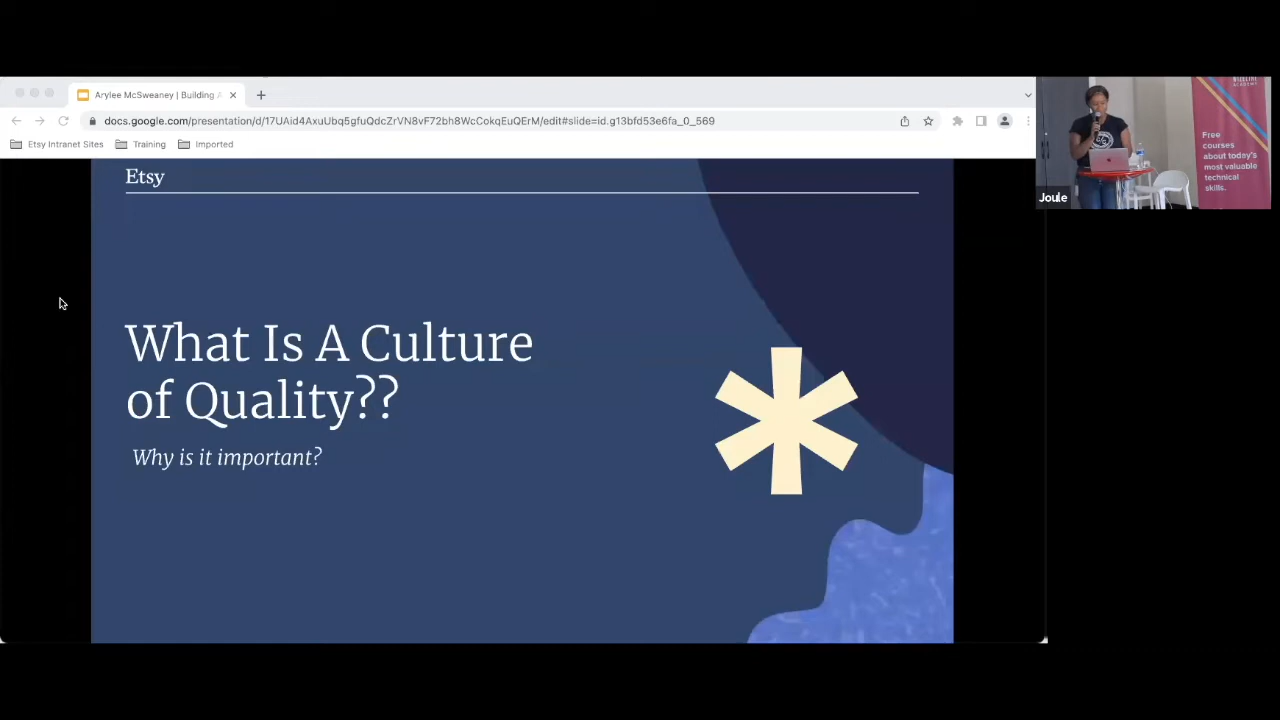 Arylee McSweaney | Building A
docs.google.com/presentation/d/17UAid4AxuUbq5gfuQdcZrVN8vF72bh8WcCokqEuQErM/edit#slide=id.g13bfd53e6fa_0_569
Etsy Intranet Sites
Training
Imported
Etsy
What Is A Culture
of Quality??
Why is it important?
Joule
Free
courses
about today's
most valuable
technical
skills.